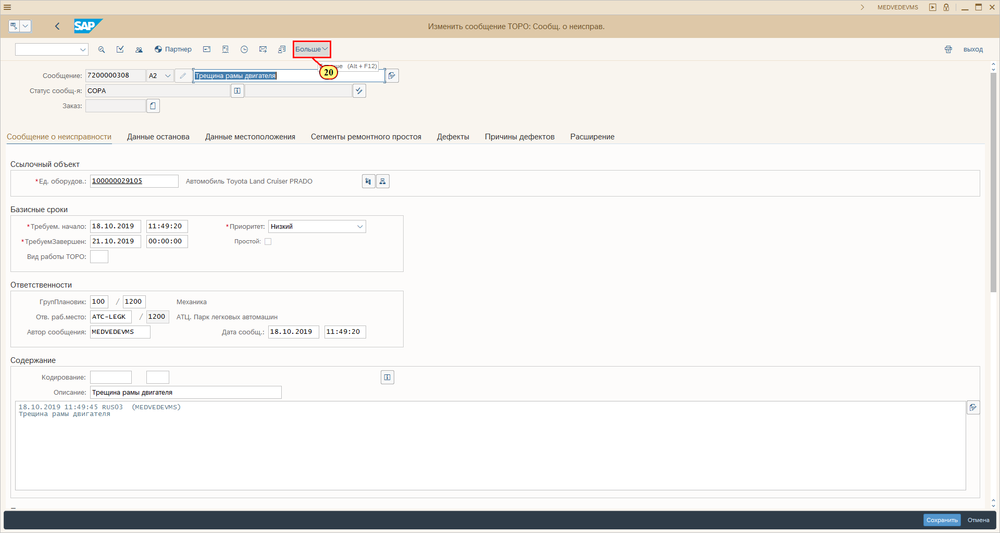 MEDVEDEVMS
SAP
Изменить сообщение ТОРО: Сообщ. о неисправ.
Партнер
Больше
выход
(Alt + F12)
20
Сообщение: 7200000308 A2 Трещина рамы двигателя
Статус сообщ-я: СОРА
Заказ:
Сообщение о неисправности Данные останова Данные местоположения Сегменты ремонтного простоя Дефекты Причины дефектов Расширение
Ссылочный объект
*Ед. оборудов.: 100000029105 Автомобиль Toyota Land Cruiser PRADO
Базисные сроки
*Требуем. начало: 18.10.2019 11:49:20 *Приоритет: Низкий
*ТребуемЗавершен: 21.10.2019 00:00:00 Простой:
Вид работы ТОРО:
Ответственности
ГрупПлановик: 100 / 1200 Механика
Отв. раб.место: ATC-LEGK / 1200 АТЦ. Парк легковых автомашин
Автор сообщения: MEDVEDEVMS Дата сообщ.: 18.10.2019 11:49:20
Содержание
Кодирование:
Описание: Трещина рамы двигателя
18.10.2019 11:49:45 RUS03 (MEDVEDEVMS)
Трещина рамы двигателя
Сохранить Отмена